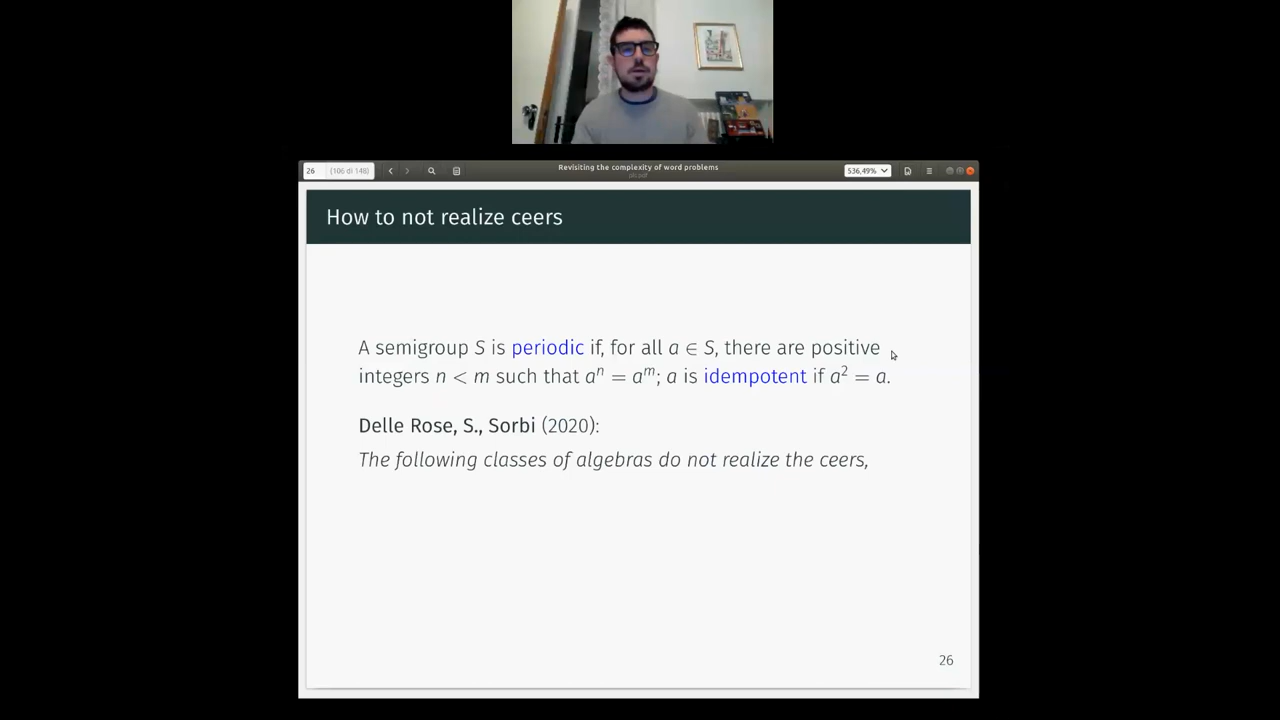 Revisiting the complexity of word problems
plc.pdf
26 (106 di 148)
536,49%
How to not realize ceers
A semigroup S is periodic if, for all a ∈ S, there are positive
integers n < m such that aⁿ = aᵐ; a is idempotent if a² = a.
Delle Rose, S., Sorbi (2020):
The following classes of algebras do not realize the ceers,
26